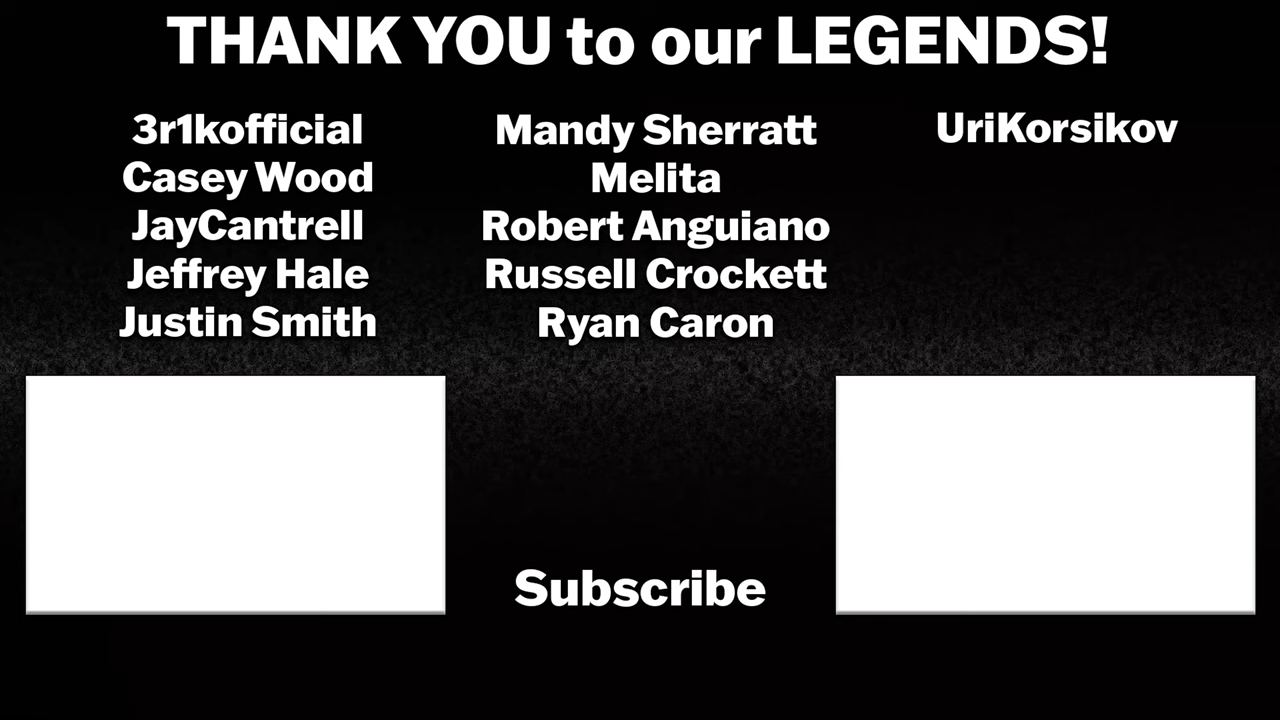 THANK YOU to our LEGENDS!
3r1kofficial
Casey Wood
JayCantrell
Jeffrey Hale
Justin Smith
Mandy Sherratt
Melita
Robert Anguiano
Russell Crockett
Ryan Caron
UriKorsikov
Subscribe